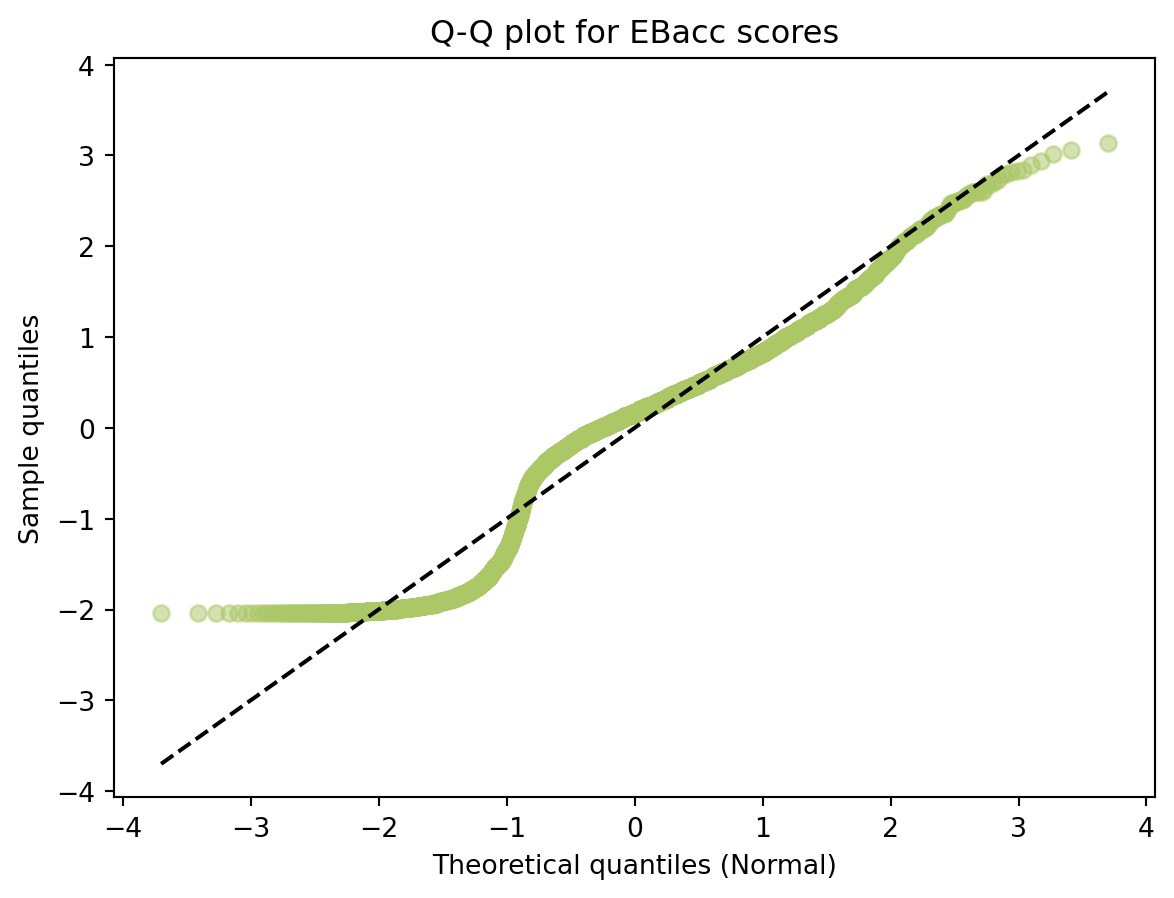 Q-Q plot for EBacc scores
4
3
2
1
0
−1
−2
−3
−4
Sample quantiles
−4 −3 −2 −1 0 1 2 3 4
Theoretical quantiles (Normal)